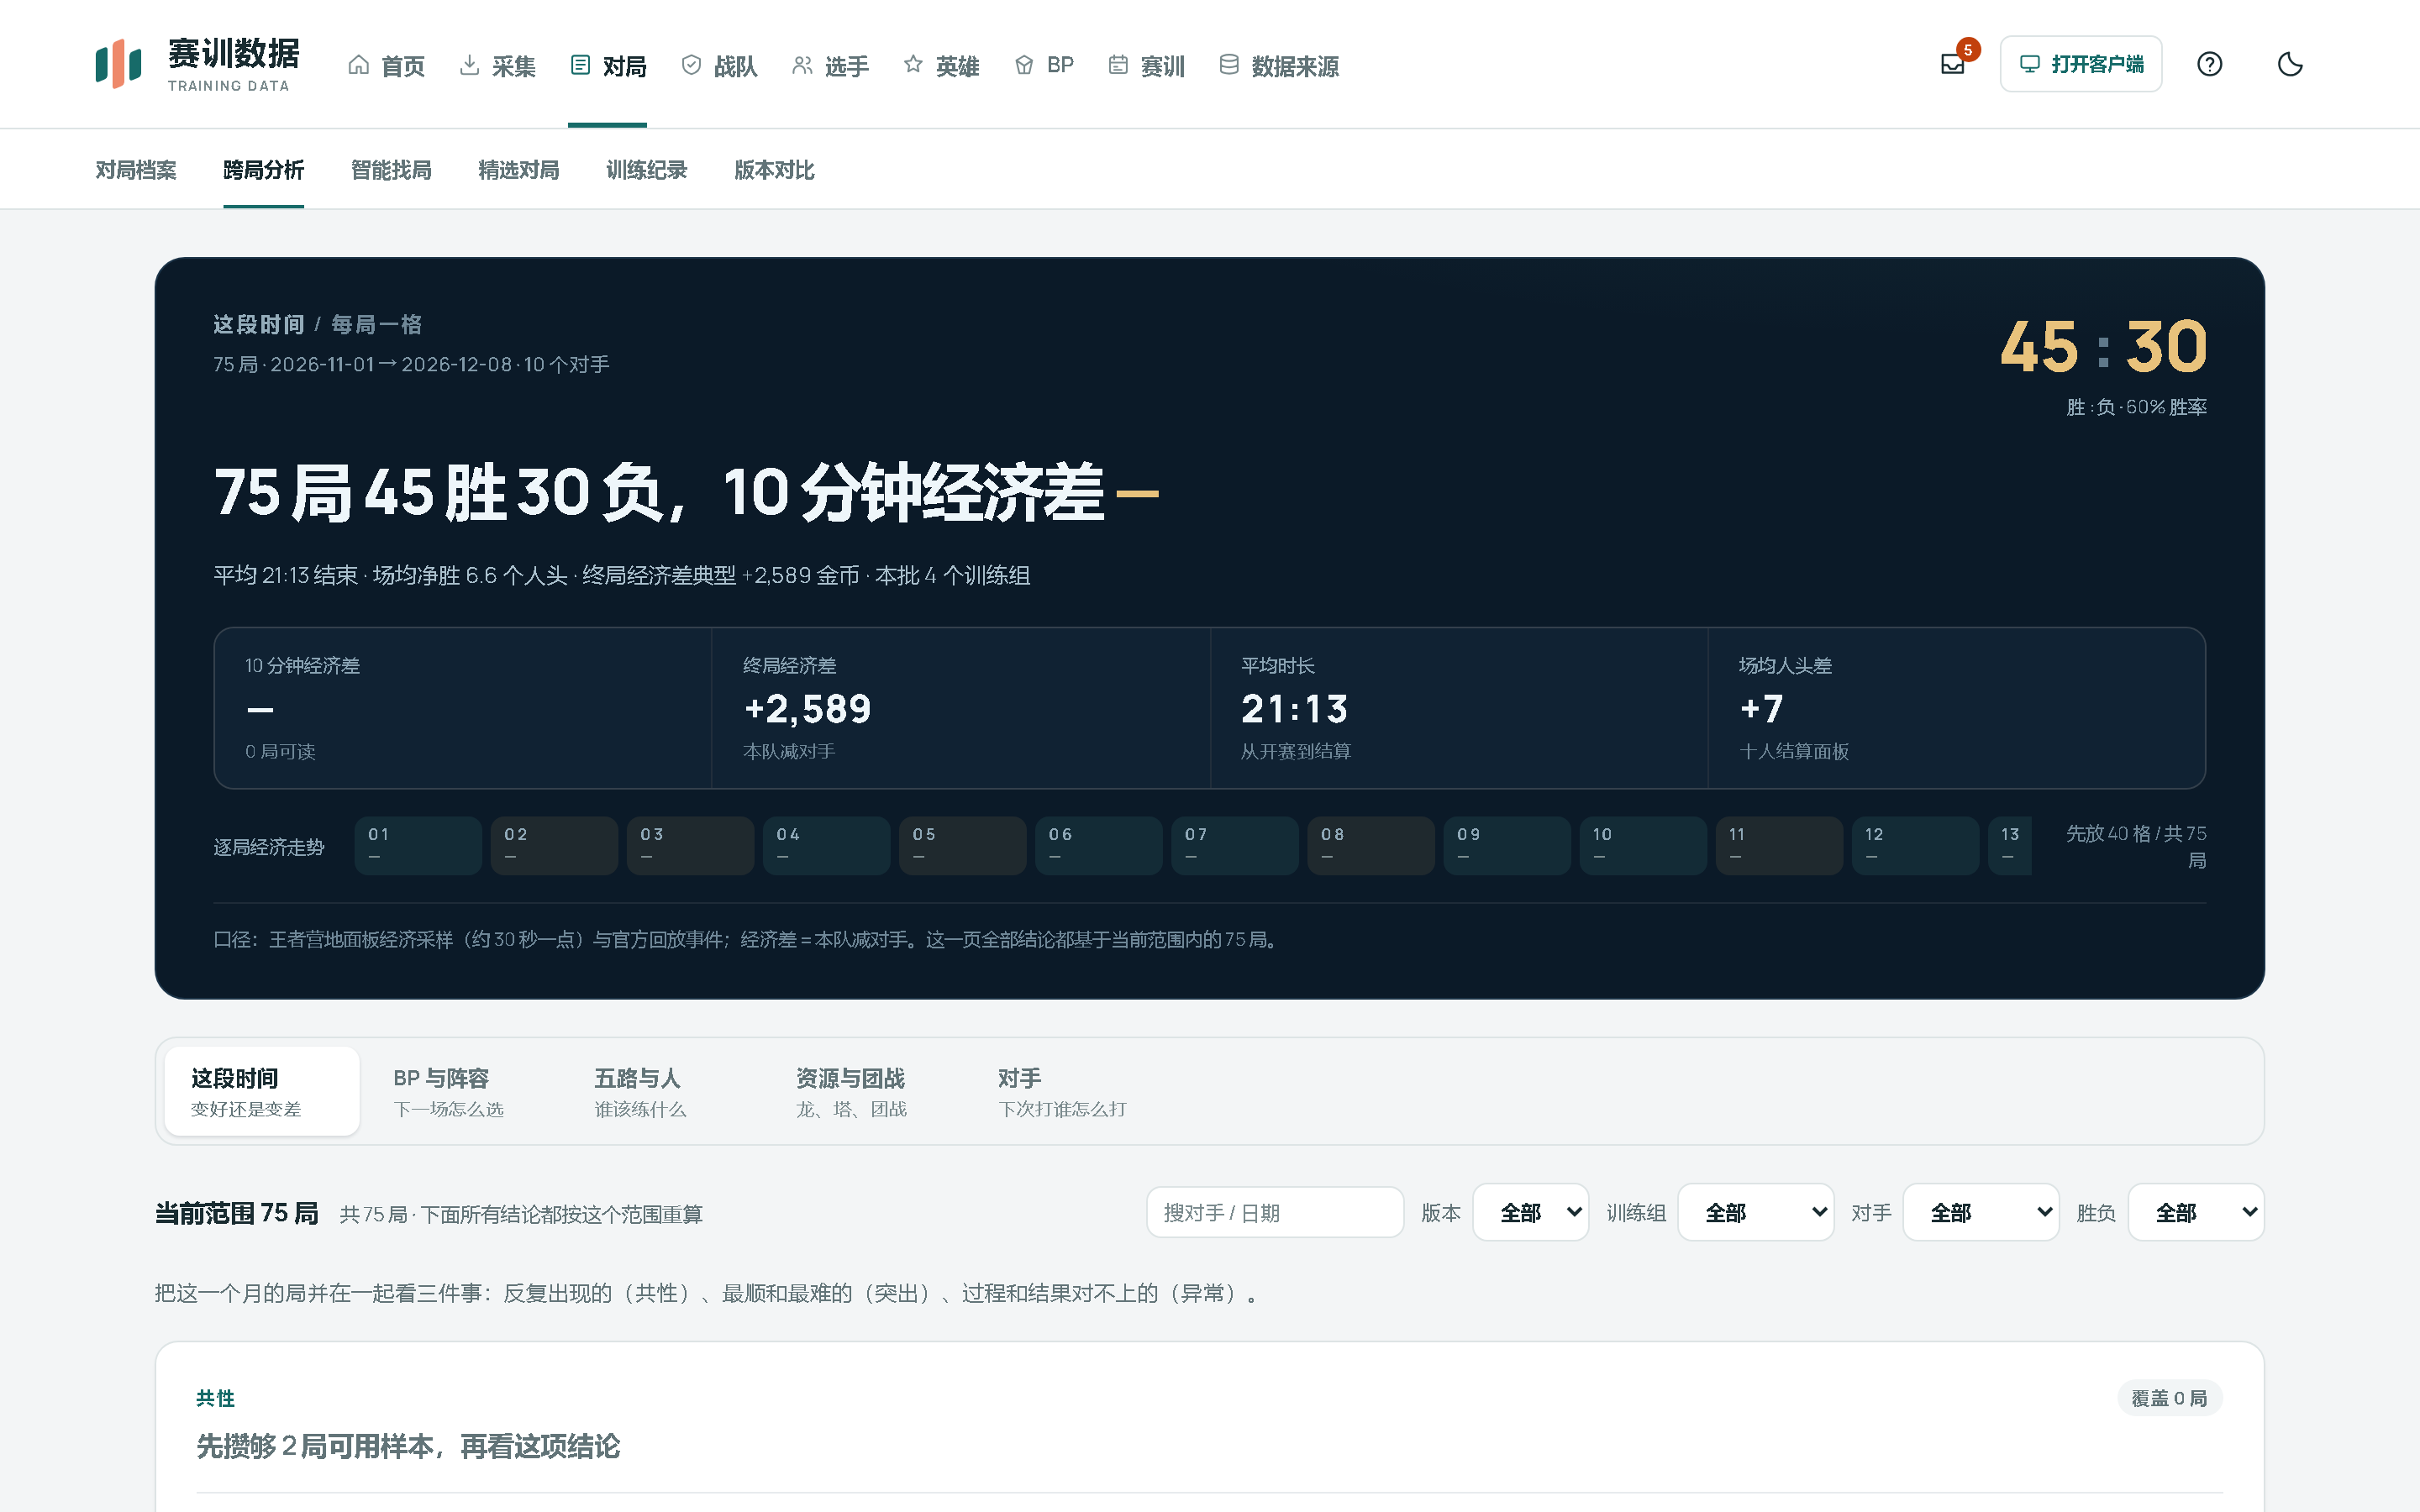 赛训数据
TRAINING DATA
首页
采集
对局
战队
选手
英雄
BP
赛训
数据来源
5
打开客户端
对局档案
跨局分析
智能找局
精选对局
训练纪录
版本对比
这段时间 / 每局一格
75 局 · 2026-11-01 → 2026-12-08 · 10 个对手
45 : 30
胜 : 负 · 60% 胜率
75 局 45 胜 30 负，10 分钟经济差 —
平均 21:13 结束 · 场均净胜 6.6 个人头 · 终局经济差典型 +2,589 金币 · 本批 4 个训练组
10 分钟经济差
—
0 局可读
终局经济差
+2,589
本队减对手
平均时长
21:13
从开赛到结算
场均人头差
+7
十人结算面板
逐局经济走势
01
—
02
—
03
—
04
—
05
—
06
—
07
—
08
—
09
—
10
—
11
—
12
—
13
—
先放 40 格 / 共 75
局
口径：王者营地面板经济采样（约 30 秒一点）与官方回放事件；经济差 = 本队减对手。这一页全部结论都基于当前范围内的 75 局。
这段时间
变好还是变差
BP 与阵容
下一场怎么选
五路与人
谁该练什么
资源与团战
龙、塔、团战
对手
下次打谁怎么打
当前范围 75 局
共 75 局 · 下面所有结论都按这个范围重算
搜对手 / 日期
版本
全部
训练组
全部
对手
全部
胜负
全部
把这一个月的局并在一起看三件事：反复出现的（共性）、最顺和最难的（突出）、过程和结果对不上的（异常）。
共性
覆盖 0 局
先攒够 2 局可用样本，再看这项结论